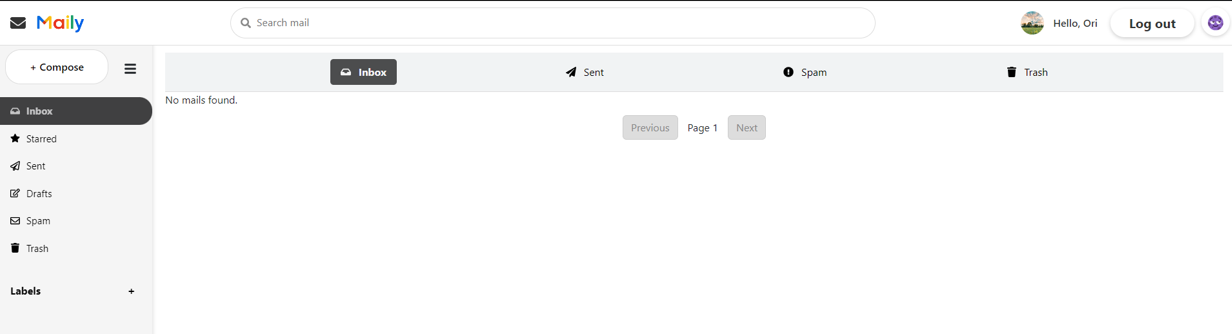 Maily
Search mail
Hello, Ori
Log out
+ Compose
Inbox
Starred
Sent
Drafts
Spam
Trash
Labels +
Inbox Sent Spam Trash
No mails found.
Previous Page 1 Next